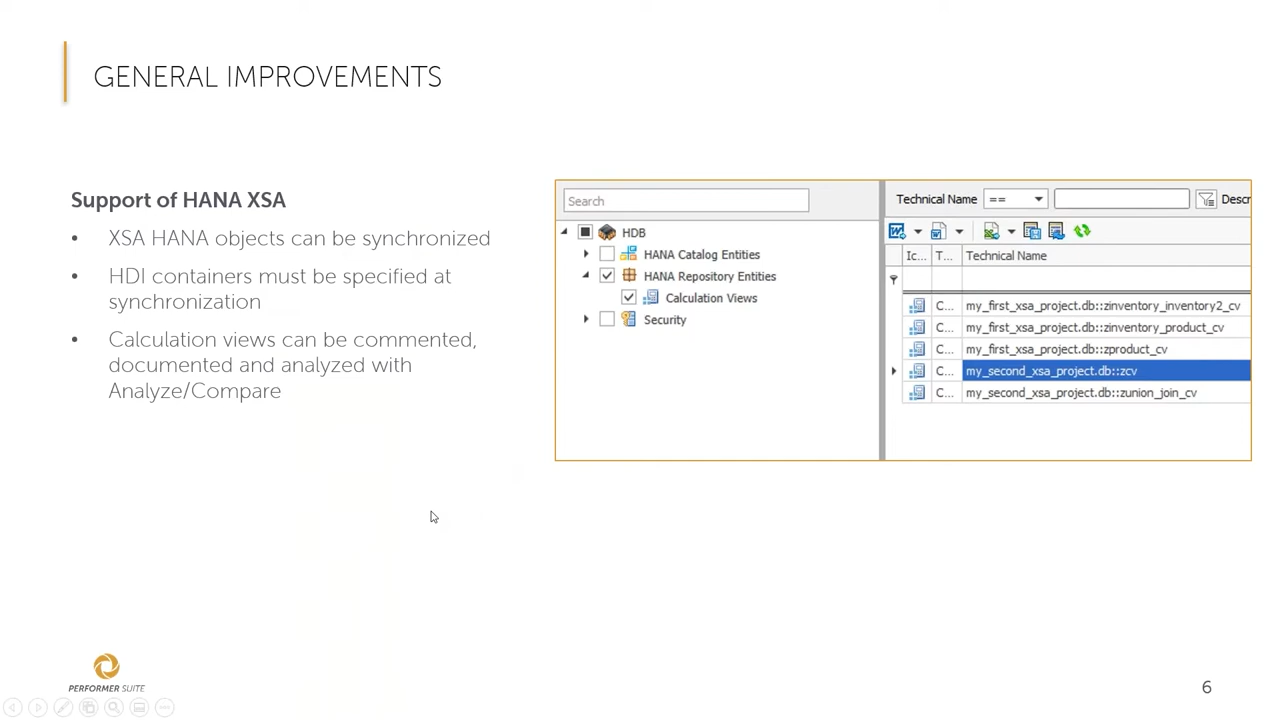 GENERAL IMPROVEMENTS
Support of HANA XSA
• XSA HANA objects can be synchronized
• HDI containers must be specified at
synchronization
• Calculation views can be commented,
documented and analyzed with
Analyze/Compare
Search
HDB
HANA Catalog Entities
HANA Repository Entities
Calculation Views
Security
Technical Name == Descr
Ic... T... Technical Name
C... my_first_xsa_project.db::zinventory_inventory2_cv
C... my_first_xsa_project.db::zinventory_product_cv
C... my_first_xsa_project.db::zproduct_cv
C... my_second_xsa_project.db::zcv
C... my_second_xsa_project.db::zunion_join_cv
PERFORMER SUITE
6